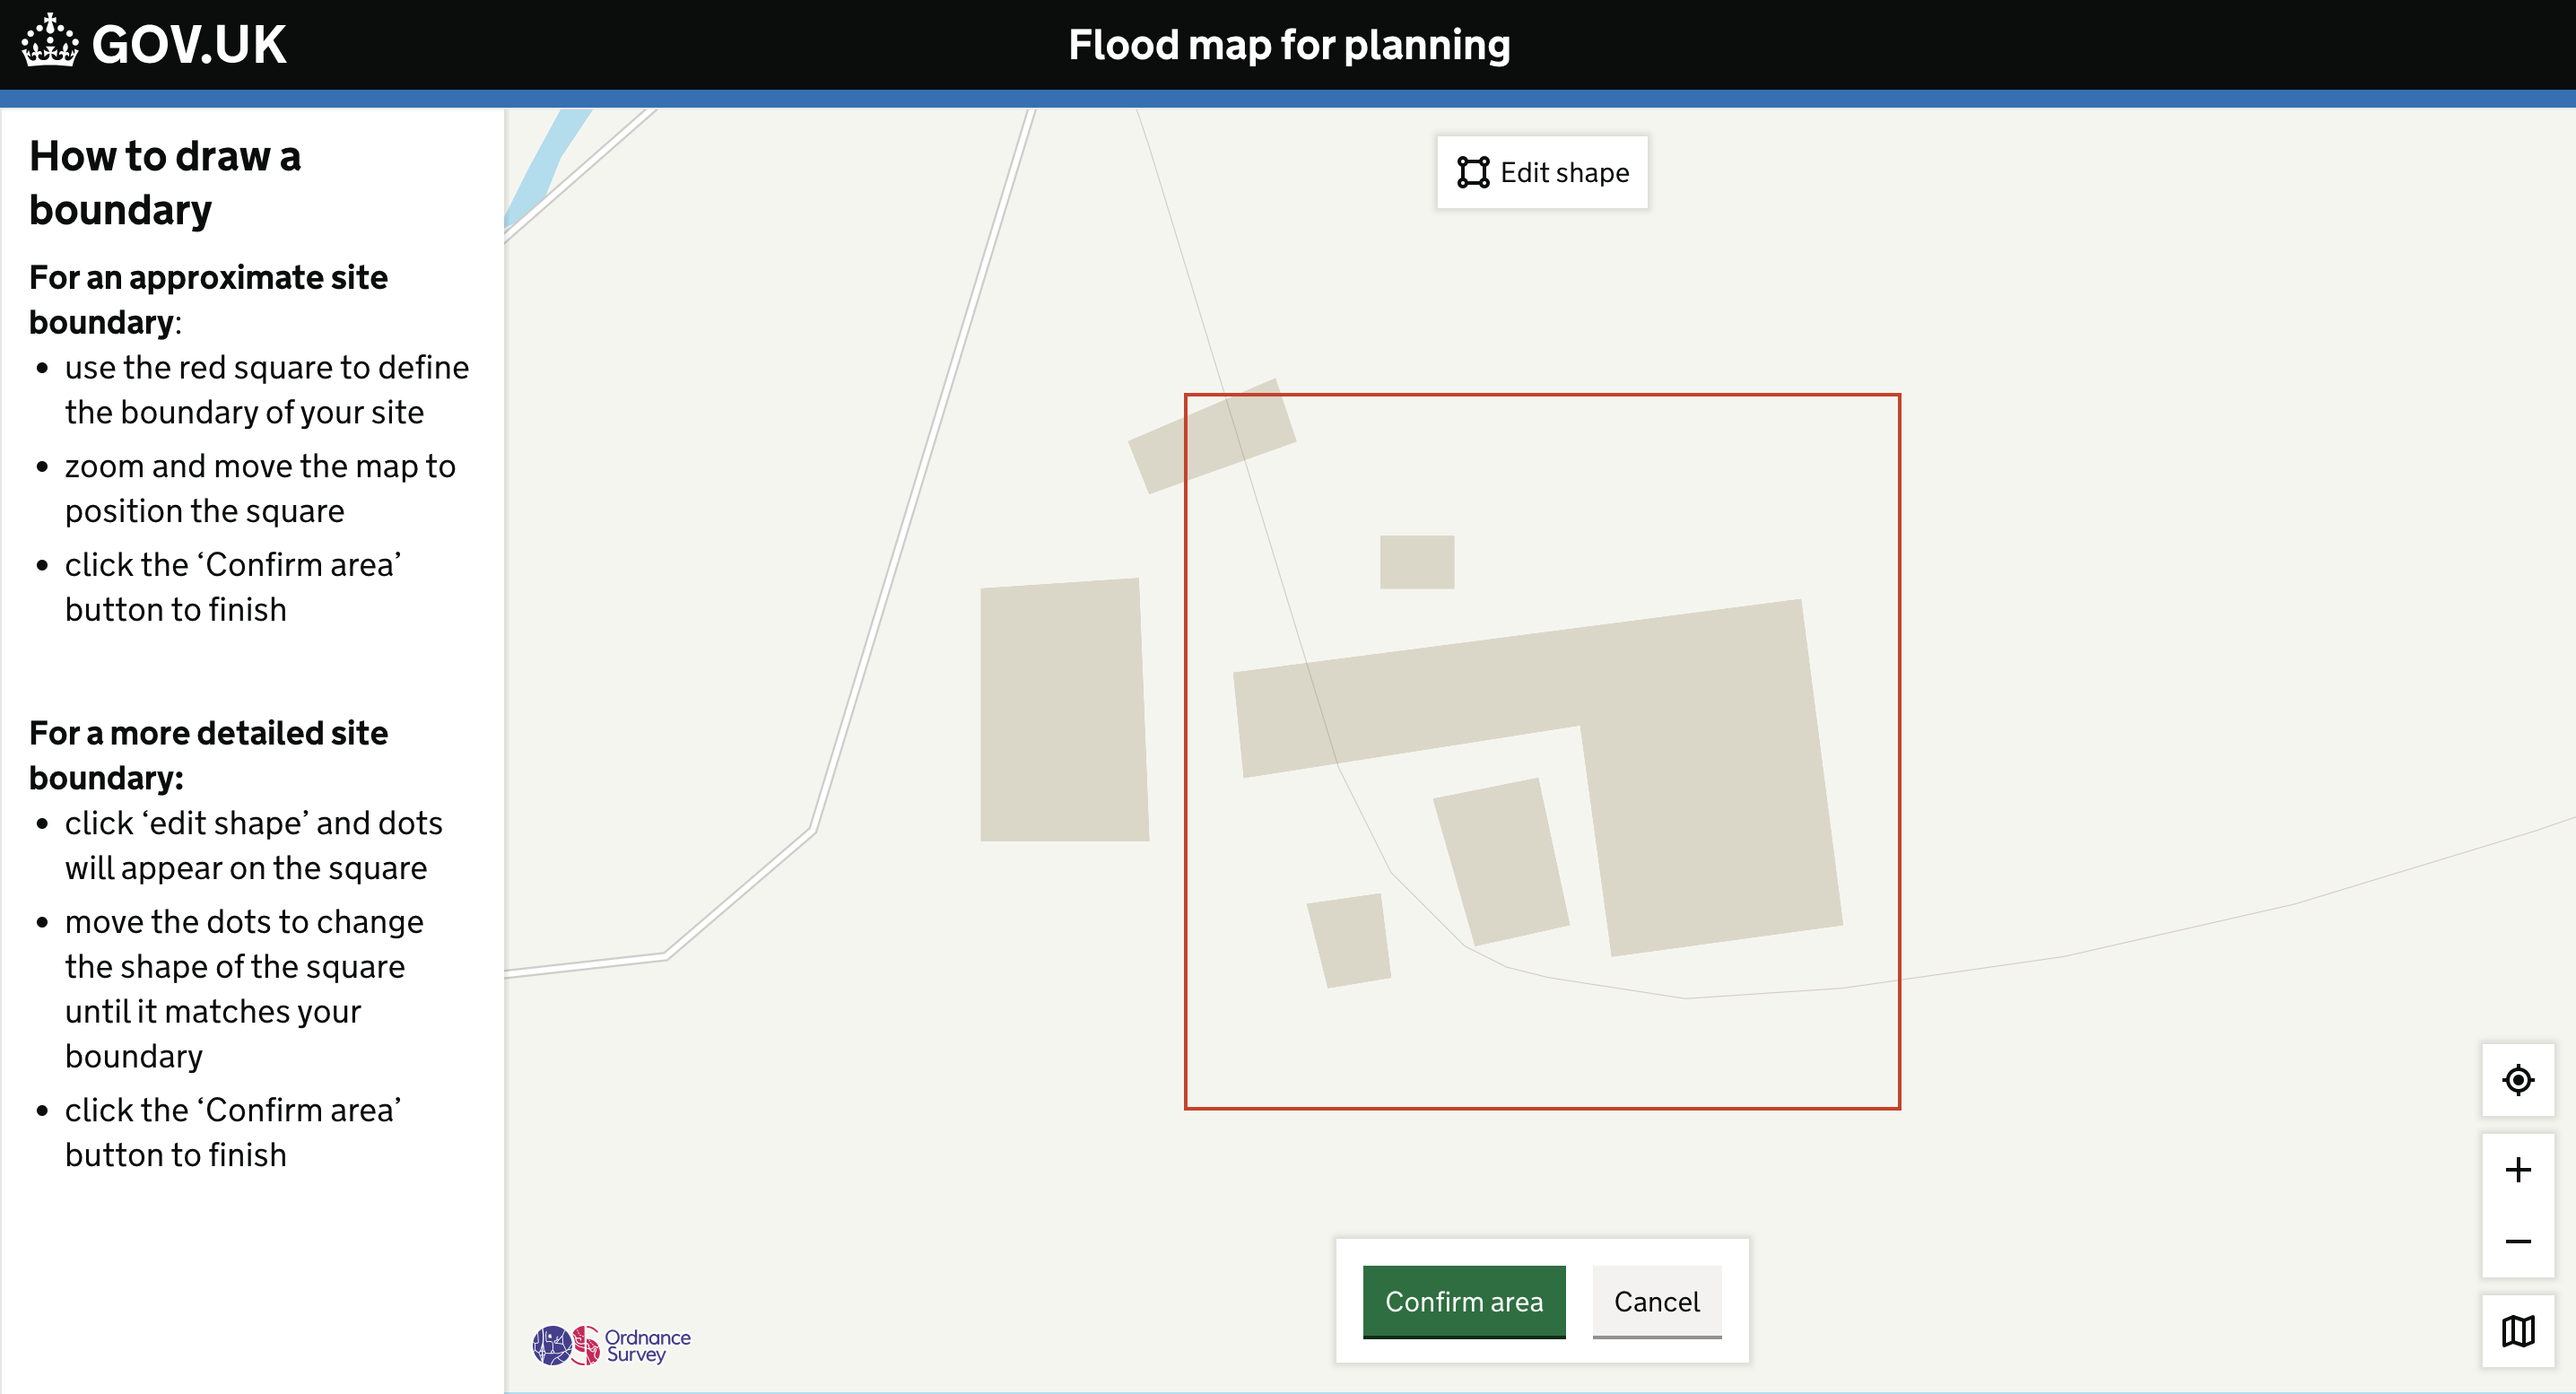 GOV.UK
Flood map for planning
How to draw a
boundary
For an approximate site
boundary:
• use the red square to define
the boundary of your site
• zoom and move the map to
position the square
• click the ‘Confirm area’
button to finish
For a more detailed site
boundary:
• click ‘edit shape’ and dots
will appear on the square
• move the dots to change
the shape of the square
until it matches your
boundary
• click the ‘Confirm area’
button to finish
Edit shape
Confirm area
Cancel
Ordnance
Survey